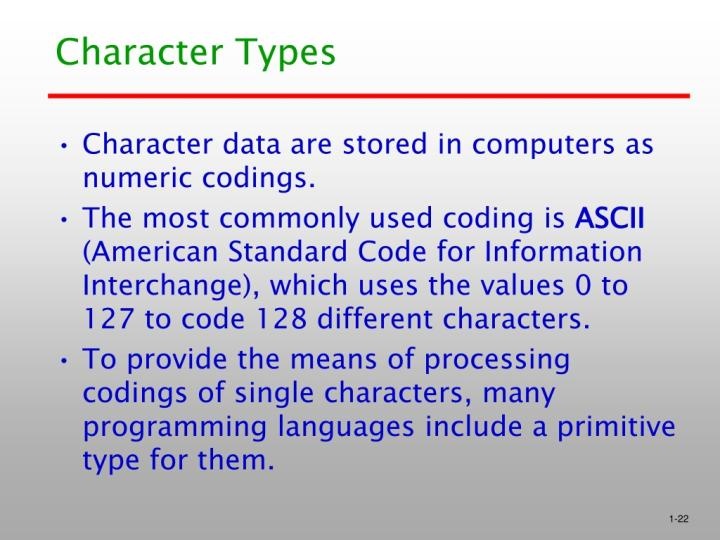 Character Types
• Character data are stored in computers as
numeric codings.
• The most commonly used coding is ASCII
(American Standard Code for Information
Interchange), which uses the values 0 to
127 to code 128 different characters.
• To provide the means of processing
codings of single characters, many
programming languages include a primitive
type for them.
1-22